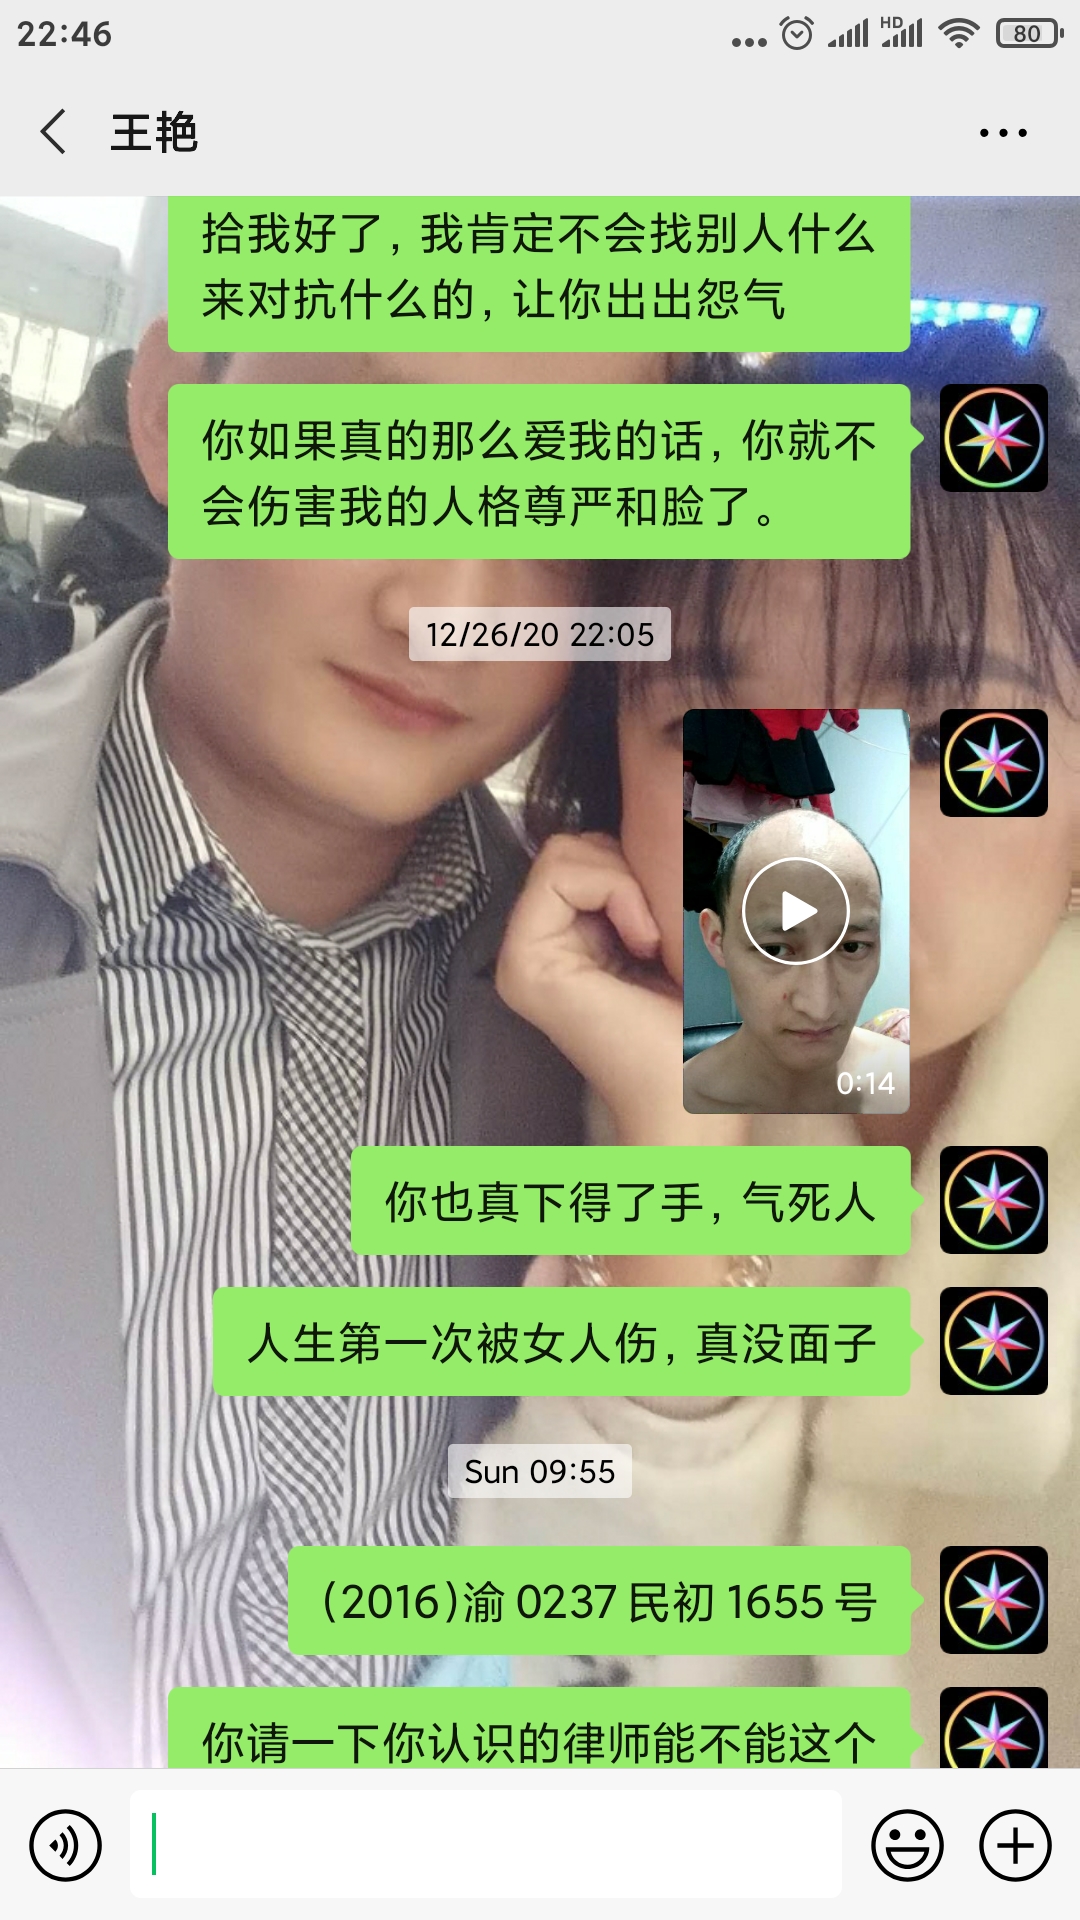 22:46
HD
80
王艳
拾我好了，我肯定不会找别人什么
来对抗什么的，让你出出怨气
你如果真的那么爱我的话，你就不
会伤害我的人格尊严和脸了。
12/26/20 22:05
0:14
你也真下得了手，气死人
人生第一次被女人伤，真没面子
Sun 09:55
(2016)渝 0237 民初 1655 号
你请一下你认识的律师能不能这个